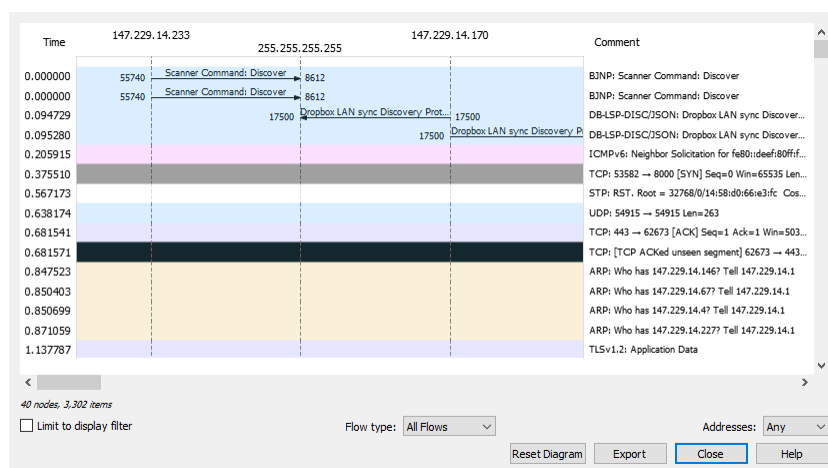 147.229.14.233 147.229.14.170
Time 255.255.255.255 Comment
0.000000 55740 Scanner Command: Discover 8612 BJNP: Scanner Command: Discover
0.000000 55740 Scanner Command: Discover 8612 BJNP: Scanner Command: Discover
0.094729 17500 Dropbox LAN sync Discovery Prot... 17500 DB-LSP-DISC/JSON: Dropbox LAN sync Discover...
0.095280 17500 Dropbox LAN sync Discovery P DB-LSP-DISC/JSON: Dropbox LAN sync Discover...
0.205915 ICMPv6: Neighbor Solicitation for fe80::deef:80ff:f...
0.375510 TCP: 53582 → 8000 [SYN] Seq=0 Win=65535 Len...
0.567173 STP: RST. Root = 32768/0/14:58:d0:66:e3:fc Cos...
0.638174 UDP: 54915 → 54915 Len=263
0.681541 TCP: 443 → 62673 [ACK] Seq=1 Ack=1 Win=503...
0.681571 TCP: [TCP ACKed unseen segment] 62673 → 443...
0.847523 ARP: Who has 147.229.14.146? Tell 147.229.14.1
0.850403 ARP: Who has 147.229.14.67? Tell 147.229.14.1
0.850699 ARP: Who has 147.229.14.4? Tell 147.229.14.1
0.871059 ARP: Who has 147.229.14.227? Tell 147.229.14.1
1.137787 TLSv1.2: Application Data
40 nodes, 3,302 items
Limit to display filter Flow type: All Flows Addresses: Any
Reset Diagram Export Close Help